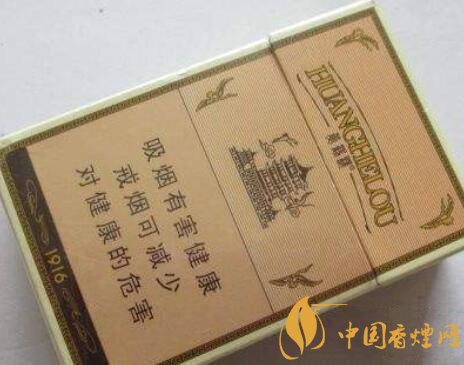 HUANGHELOU
黄鹤楼
吸烟有害健康
戒烟可减少
对健康的危害
1916
中国香烟网